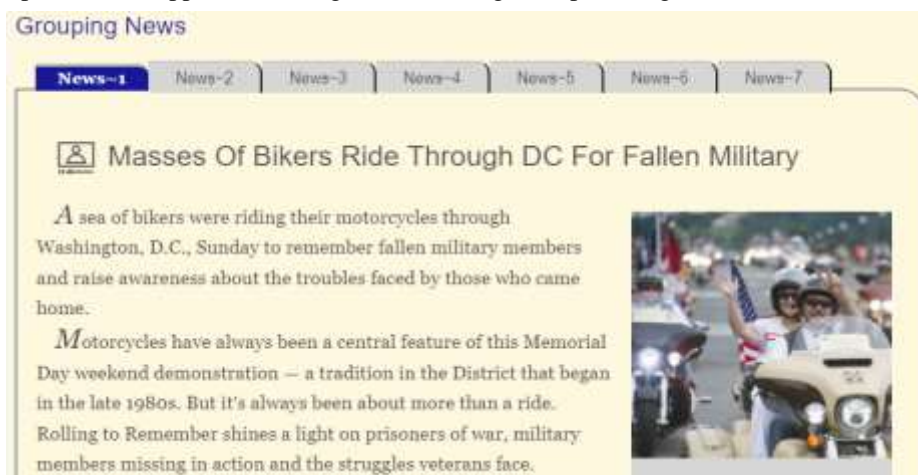 Grouping News
News~1 News~2 News~3 News~4 News~5 News~6 News~7
Masses Of Bikers Ride Through DC For Fallen Military
A sea of bikers were riding their motorcycles through
Washington, D.C., Sunday to remember fallen military members
and raise awareness about the troubles faced by those who came
home.
Motorcycles have always been a central feature of this Memorial
Day weekend demonstration — a tradition in the District that began
in the late 1980s. But it's always been about more than a ride.
Rolling to Remember shines a light on prisoners of war, military
members missing in action and the struggles veterans face.